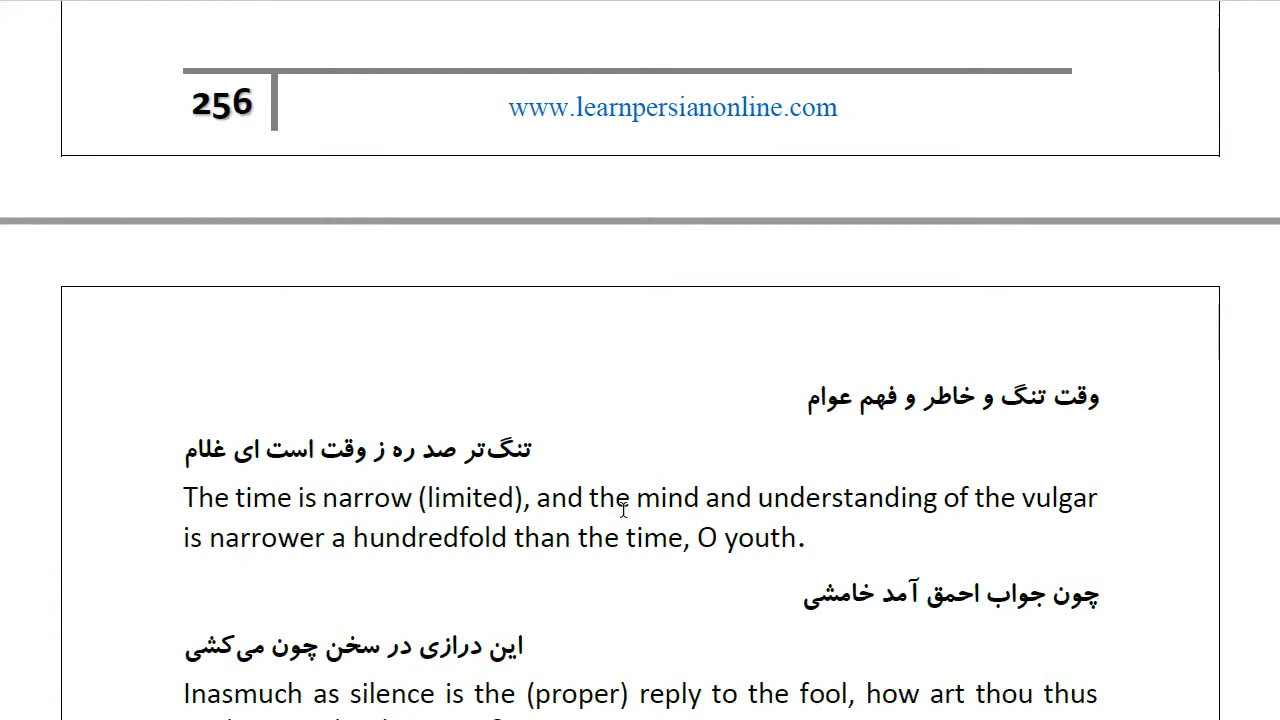 256
www.learnpersianonline.com
وقت تنگ و خاطر و فهم عوام
تنگ‌تر صد ره ز وقت است ای غلام
The time is narrow (limited), and the mind and understanding of the vulgar
is narrower a hundredfold than the time, O youth.
چون جواب احمق آمد خامشی
این درازی در سخن چون می‌کشی
Inasmuch as silence is the (proper) reply to the fool, how art thou thus